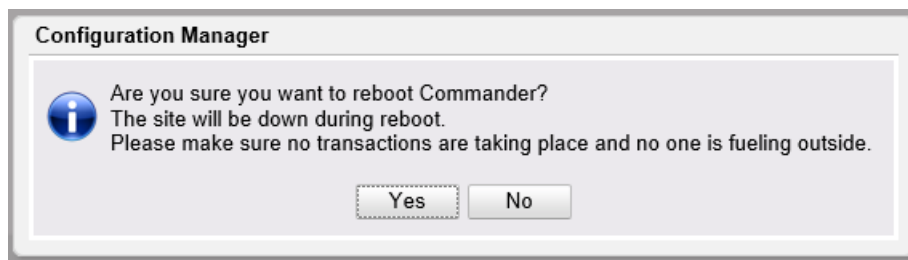 Configuration Manager
Are you sure you want to reboot Commander?
The site will be down during reboot.
Please make sure no transactions are taking place and no one is fueling outside.
Yes No